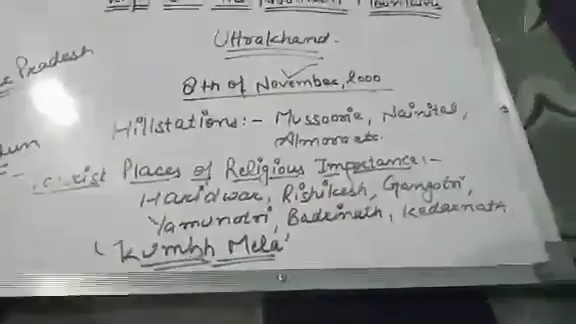 Uttrakhand.
e Pradesh
8th of November, 2000
Hillstations:- Mussoorie, Nainital,
Almora etc.
Places of Religious Importance:-
Haridwar, Rishikesh, Gangotri,
Yamunotri, Badrinath, Kedarnath
'Kumbh Mela'